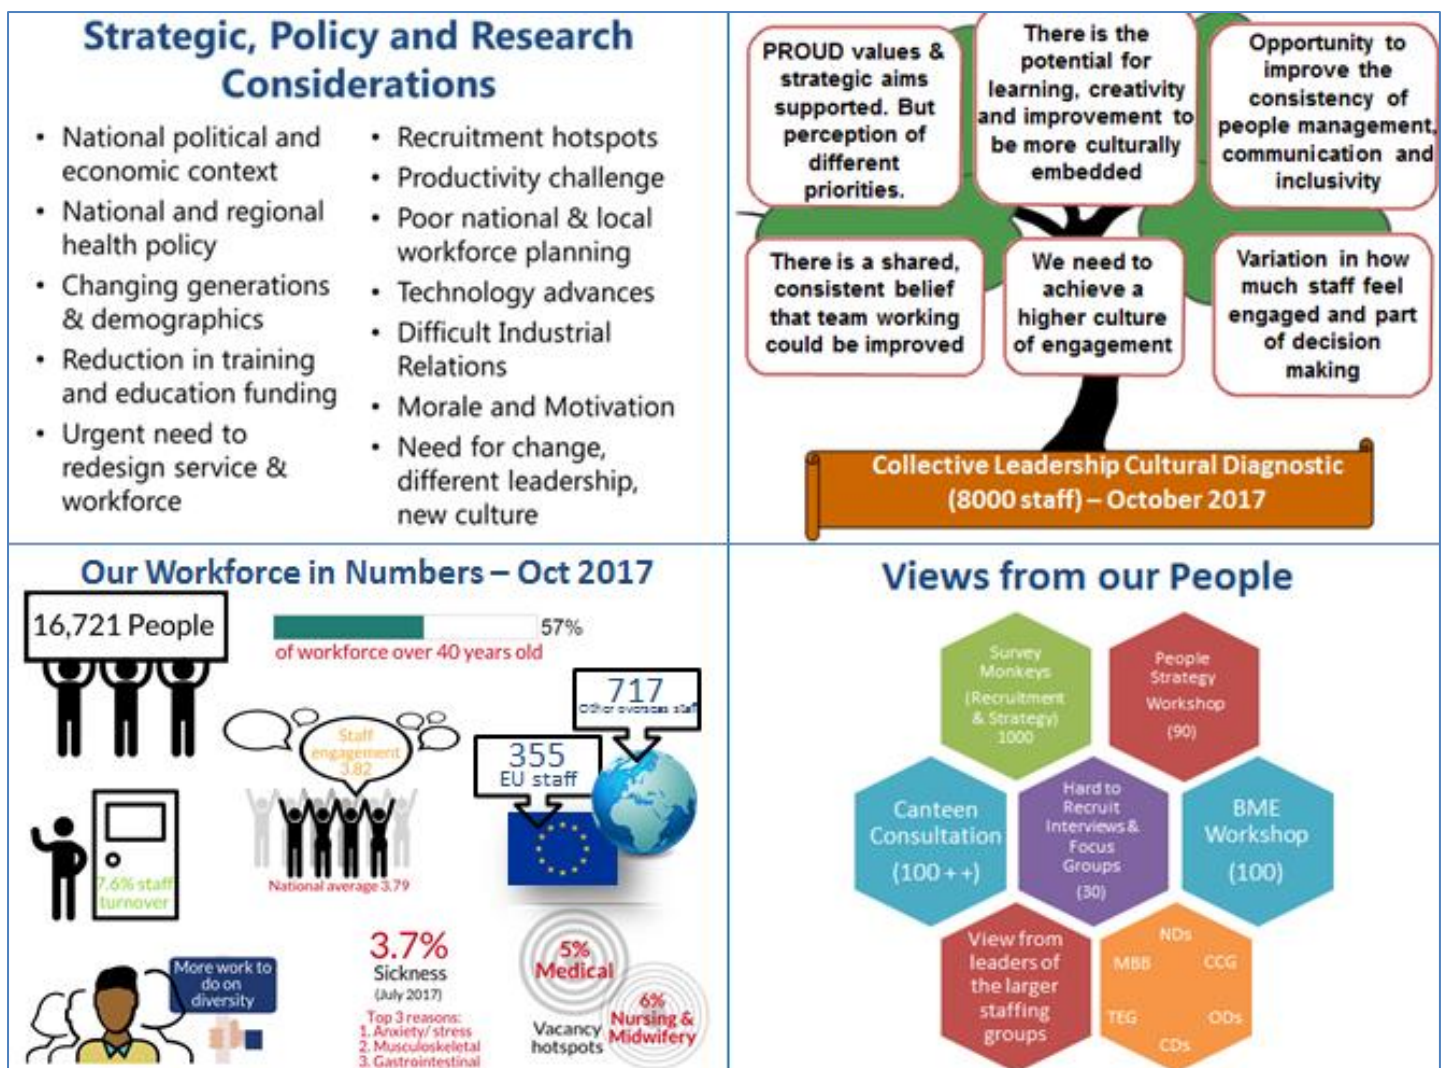 Strategic, Policy and Research
Considerations
• National political and
economic context
• National and regional
health policy
• Changing generations
& demographics
• Reduction in training
and education funding
• Urgent need to
redesign service &
workforce
• Recruitment hotspots
• Productivity challenge
• Poor national & local
workforce planning
• Technology advances
• Difficult Industrial
Relations
• Morale and Motivation
• Need for change,
different leadership,
new culture
PROUD values &
strategic aims
supported. But
perception of
different
priorities.
There is the
potential for
learning, creativity
and improvement to
be more culturally
embedded
Opportunity to
improve the
consistency of
people management,
communication and
inclusivity
There is a shared,
consistent belief
that team working
could be improved
We need to
achieve a
higher culture
of engagement
Variation in how
much staff feel
engaged and part
of decision
making
Collective Leadership Cultural Diagnostic
(8000 staff) – October 2017
Our Workforce in Numbers – Oct 2017
16,721 People
57%
of workforce over 40 years old
717
Other overseas staff
Staff
engagement
3.82
355
EU staff
National average 3.79
7.6% staff
turnover
More work to
do on
diversity
3.7%
Sickness
(July 2017)
Top 3 reasons:
1. Anxiety/ stress
2. Musculoskeletal
3. Gastrointestinal
5%
Medical
6%
Nursing &
Midwifery
Vacancy
hotspots
Views from our People
Survey
Monkeys
(Recruitment
& Strategy)
1000
People
Strategy
Workshop
(90)
Canteen
Consultation
(100 + +)
Hard to
Recruit
Interviews &
Focus
Groups
(30)
BME
Workshop
(100)
View from
leaders of
the larger
staffing
groups
NDs
MBB CCG
TEG ODs
CDs